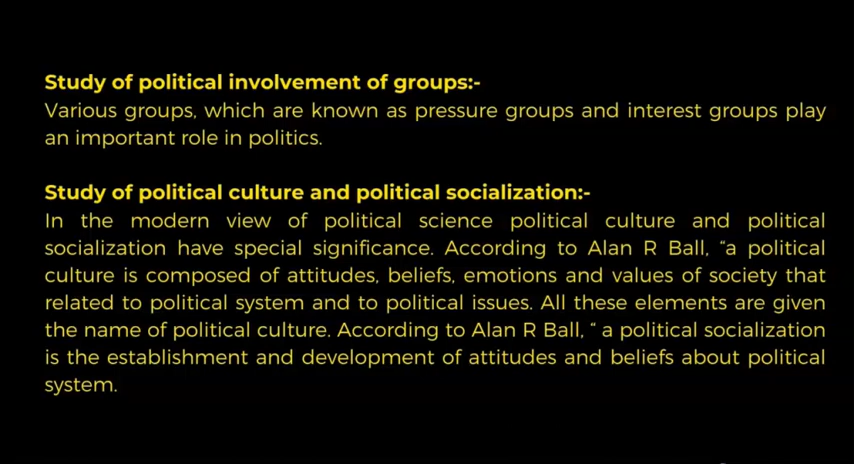 Study of political involvement of groups:-
Various groups, which are known as pressure groups and interest groups play
an important role in politics.
Study of political culture and political socialization:-
In the modern view of political science political culture and political
socialization have special significance. According to Alan R Ball, “a political
culture is composed of attitudes, beliefs, emotions and values of society that
related to political system and to political issues. All these elements are given
the name of political culture. According to Alan R Ball, “ a political socialization
is the establishment and development of attitudes and beliefs about political
system.